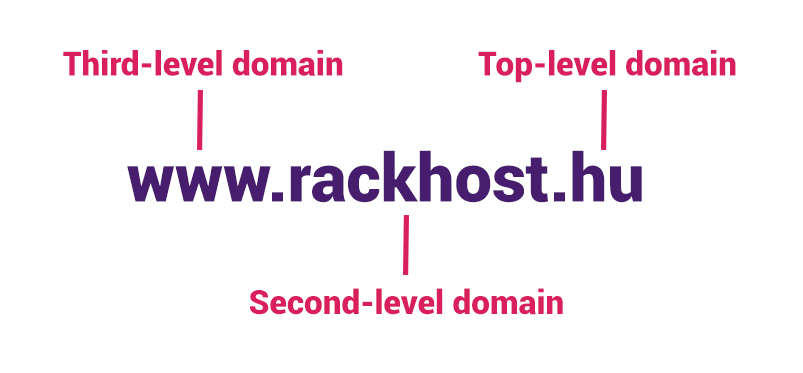 Third-level domain
Top-level domain
www.rackhost.hu
Second-level domain